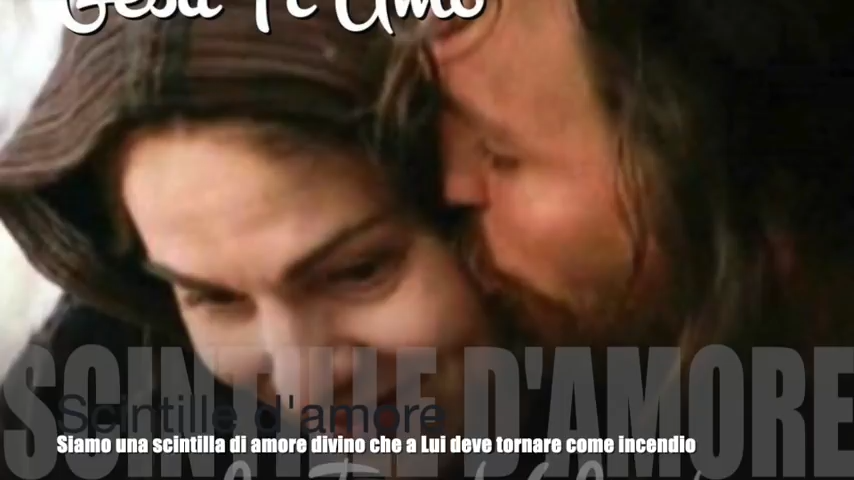 Gesù Ti Amo
SCINTILLE D'AMORE
Scintille d'amore
Siamo una scintilla di amore divino che a Lui deve tornare come incendio